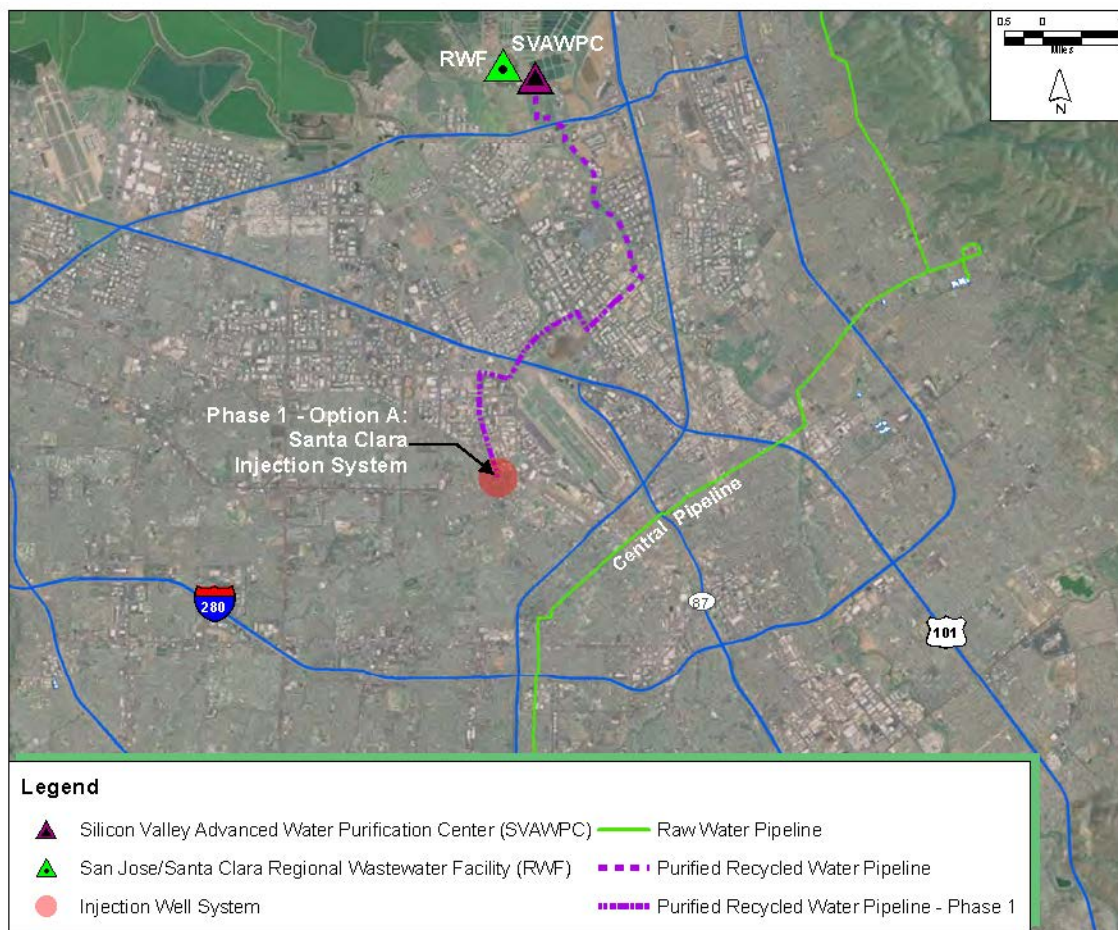 0.5 0
Miles
N
SVAWPC
RWF
Phase 1 - Option A:
Santa Clara
Injection System
Central Pipeline
280
87
101
Legend
Silicon Valley Advanced Water Purification Center (SVAWPC)
Raw Water Pipeline
San Jose/Santa Clara Regional Wastewater Facility (RWF)
Purified Recycled Water Pipeline
Injection Well System
Purified Recycled Water Pipeline - Phase 1